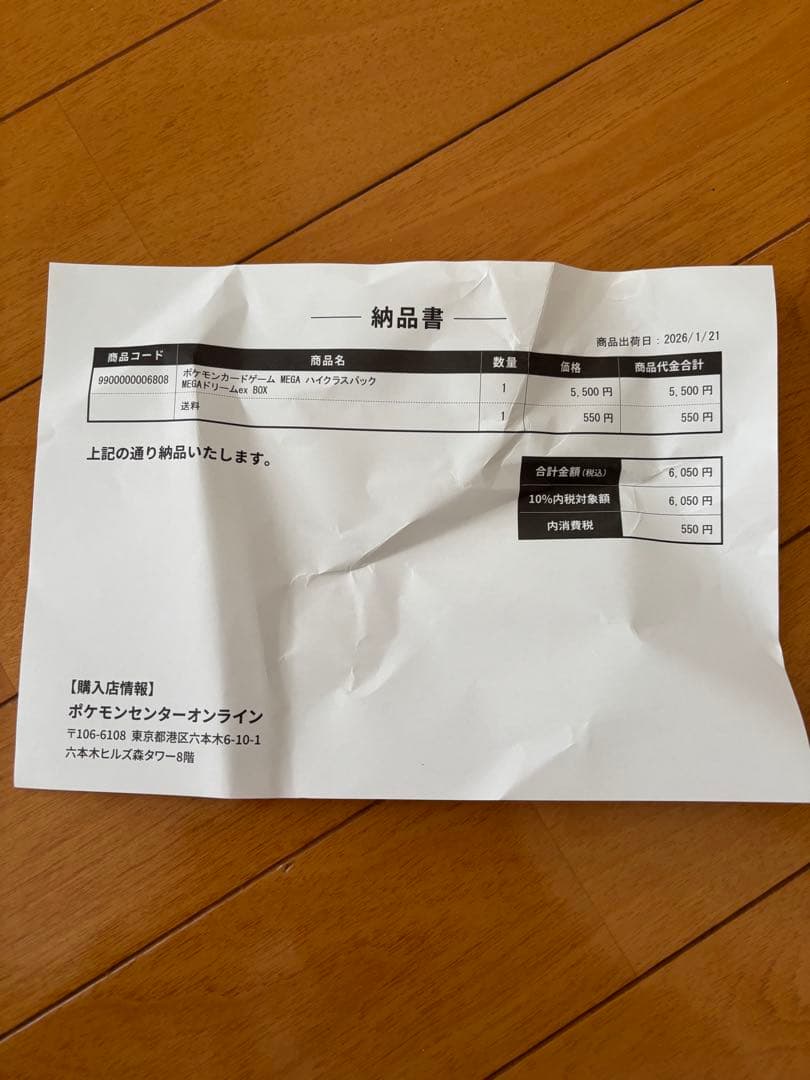 納品書
商品出荷日：2026/1/21
商品コード 商品名 数量 価格 商品代金合計
9900000006808 ポケモンカードゲーム MEGA ハイクラスパック 1 5,500 円 5,500 円
MEGAドリームex BOX
送料 1 550 円 550 円
上記の通り納品いたします。
合計金額(税込) 6,050 円
10%内税対象額 6,050 円
内消費税 550 円
【購入店情報】
ポケモンセンターオンライン
〒106-6108 東京都港区六本木6-10-1
六本木ヒルズ森タワー8階